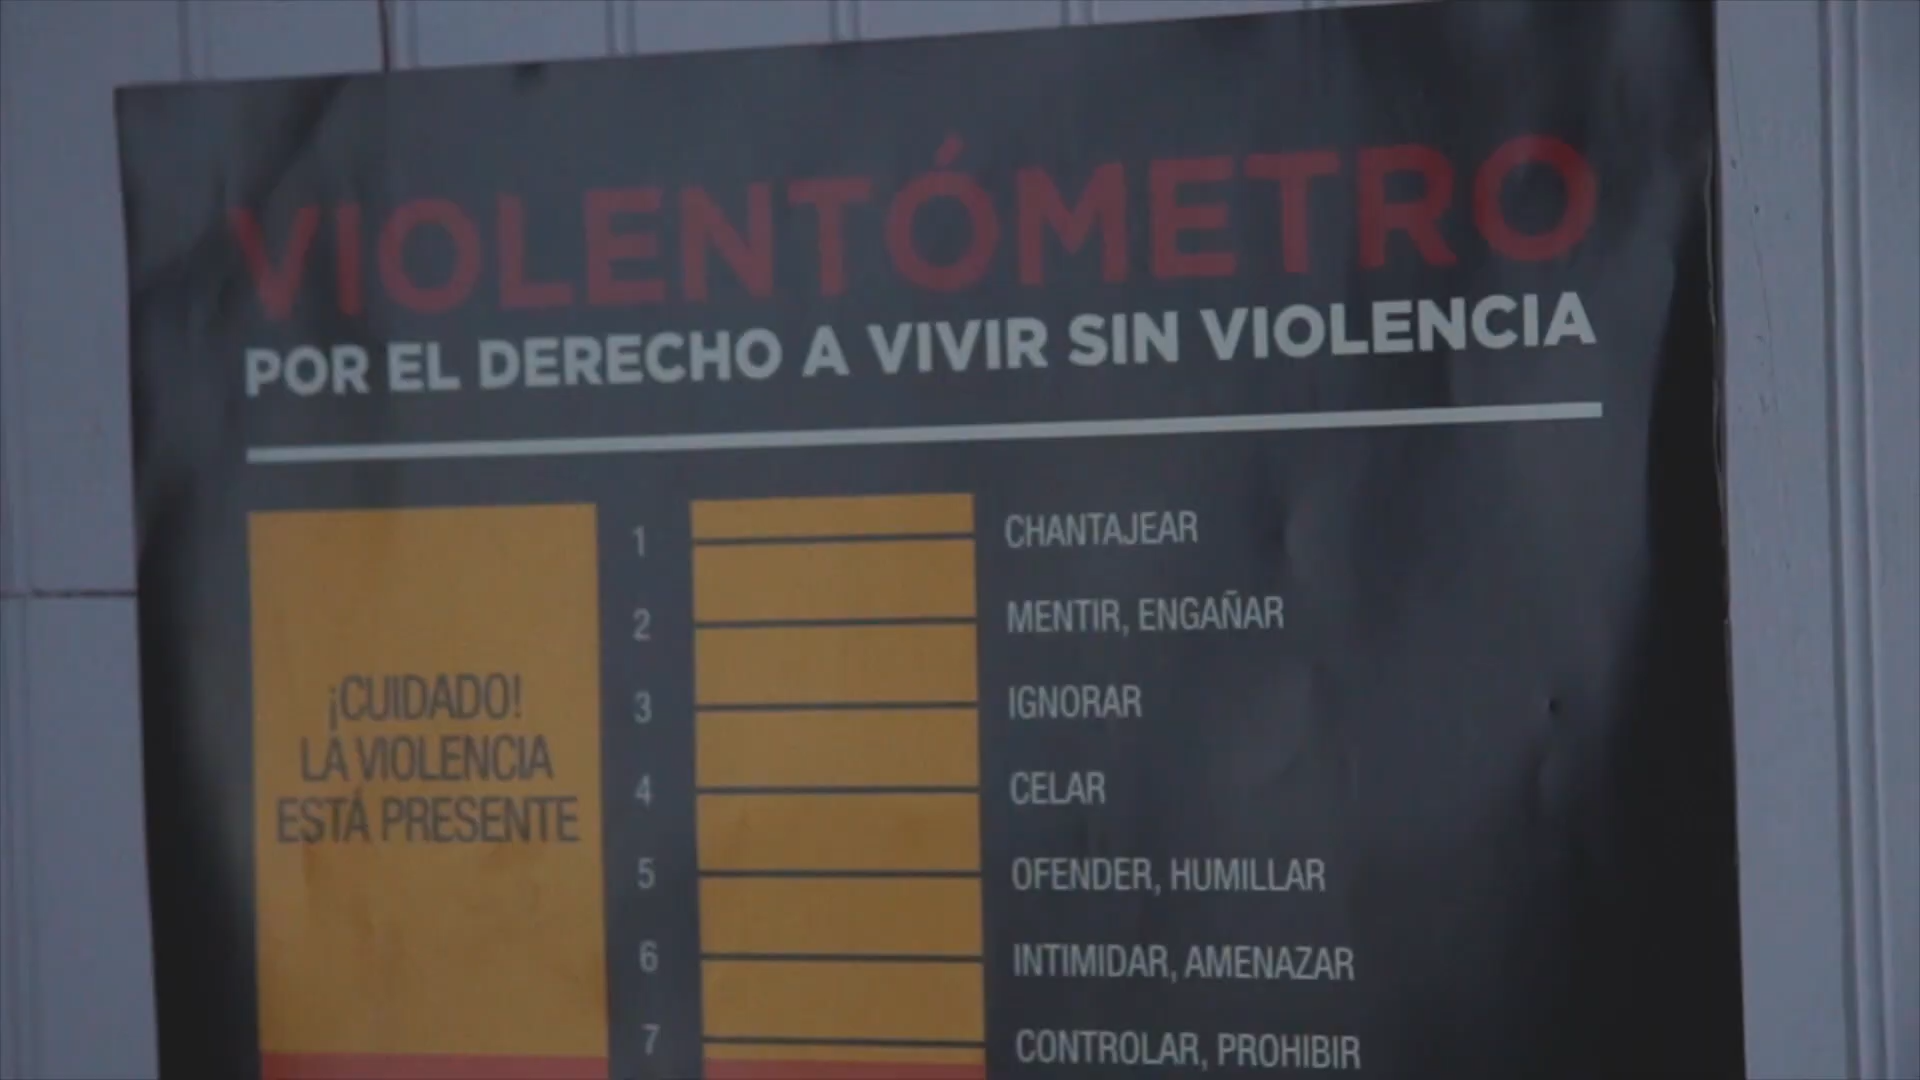 VIOLENTÓMETRO
POR EL DERECHO A VIVIR SIN VIOLENCIA
¡CUIDADO!
LA VIOLENCIA
ESTÁ PRESENTE
1 CHANTAJEAR
2 MENTIR, ENGAÑAR
3 IGNORAR
4 CELAR
5 OFENDER, HUMILLAR
6 INTIMIDAR, AMENAZAR
7 CONTROLAR, PROHIBIR